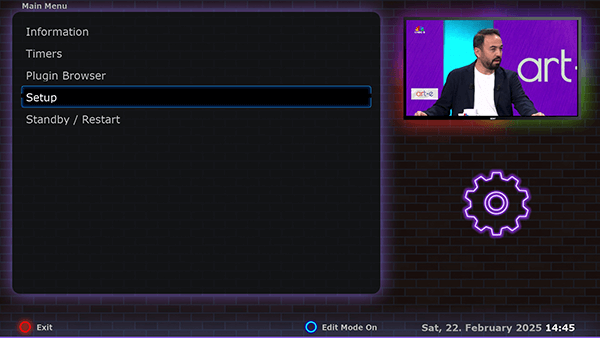 Main Menu
Information
Timers
Plugin Browser
Setup
Standby / Restart
art-e
art-e
Exit
Edit Mode On
Sat, 22. February 2025 14:45